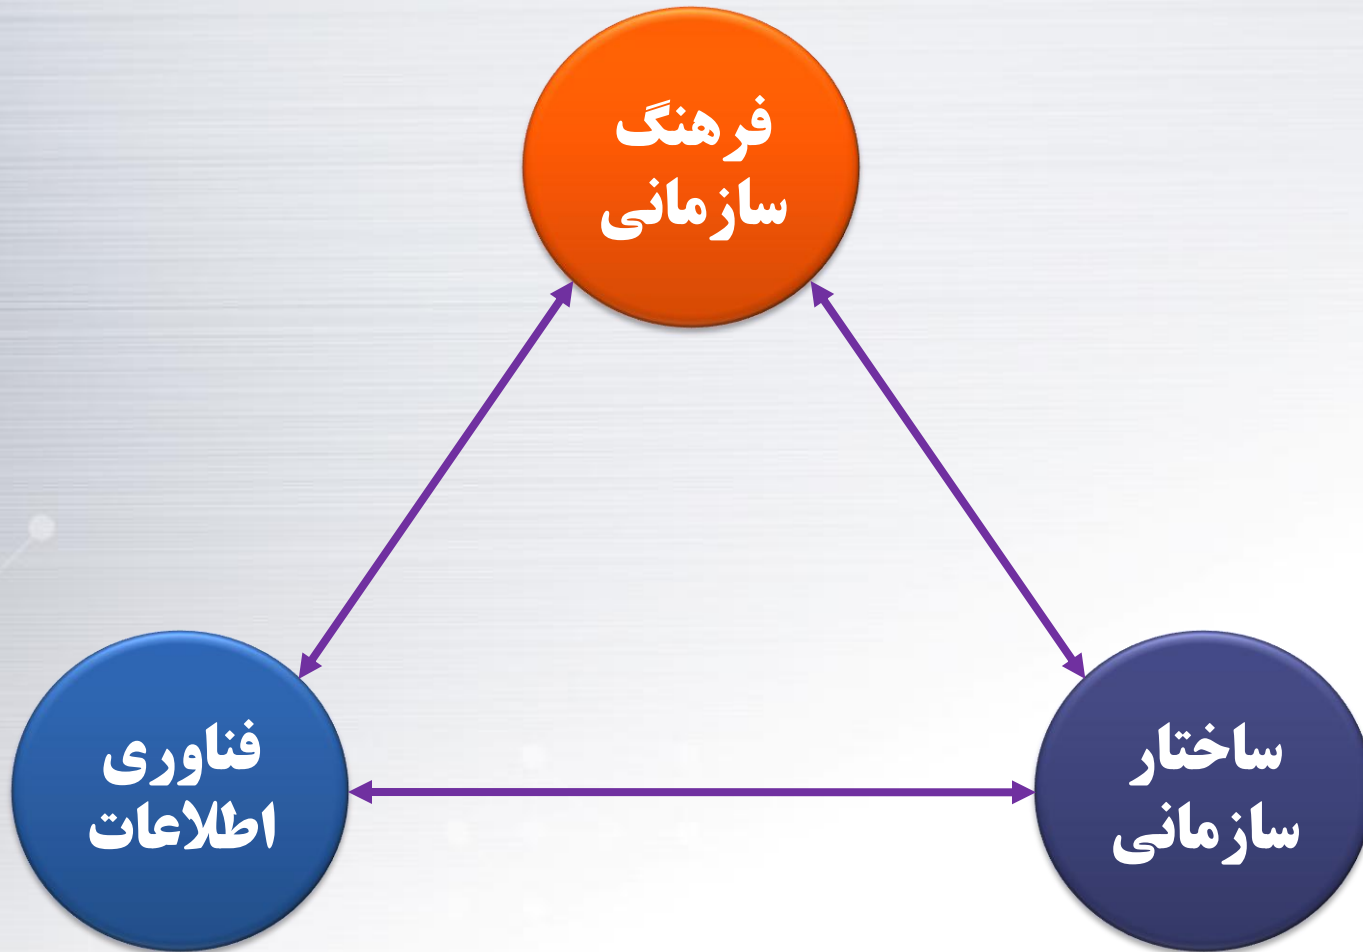 فرهنگ
سازمانی
فناوری
اطلاعات
ساختار
سازمانی